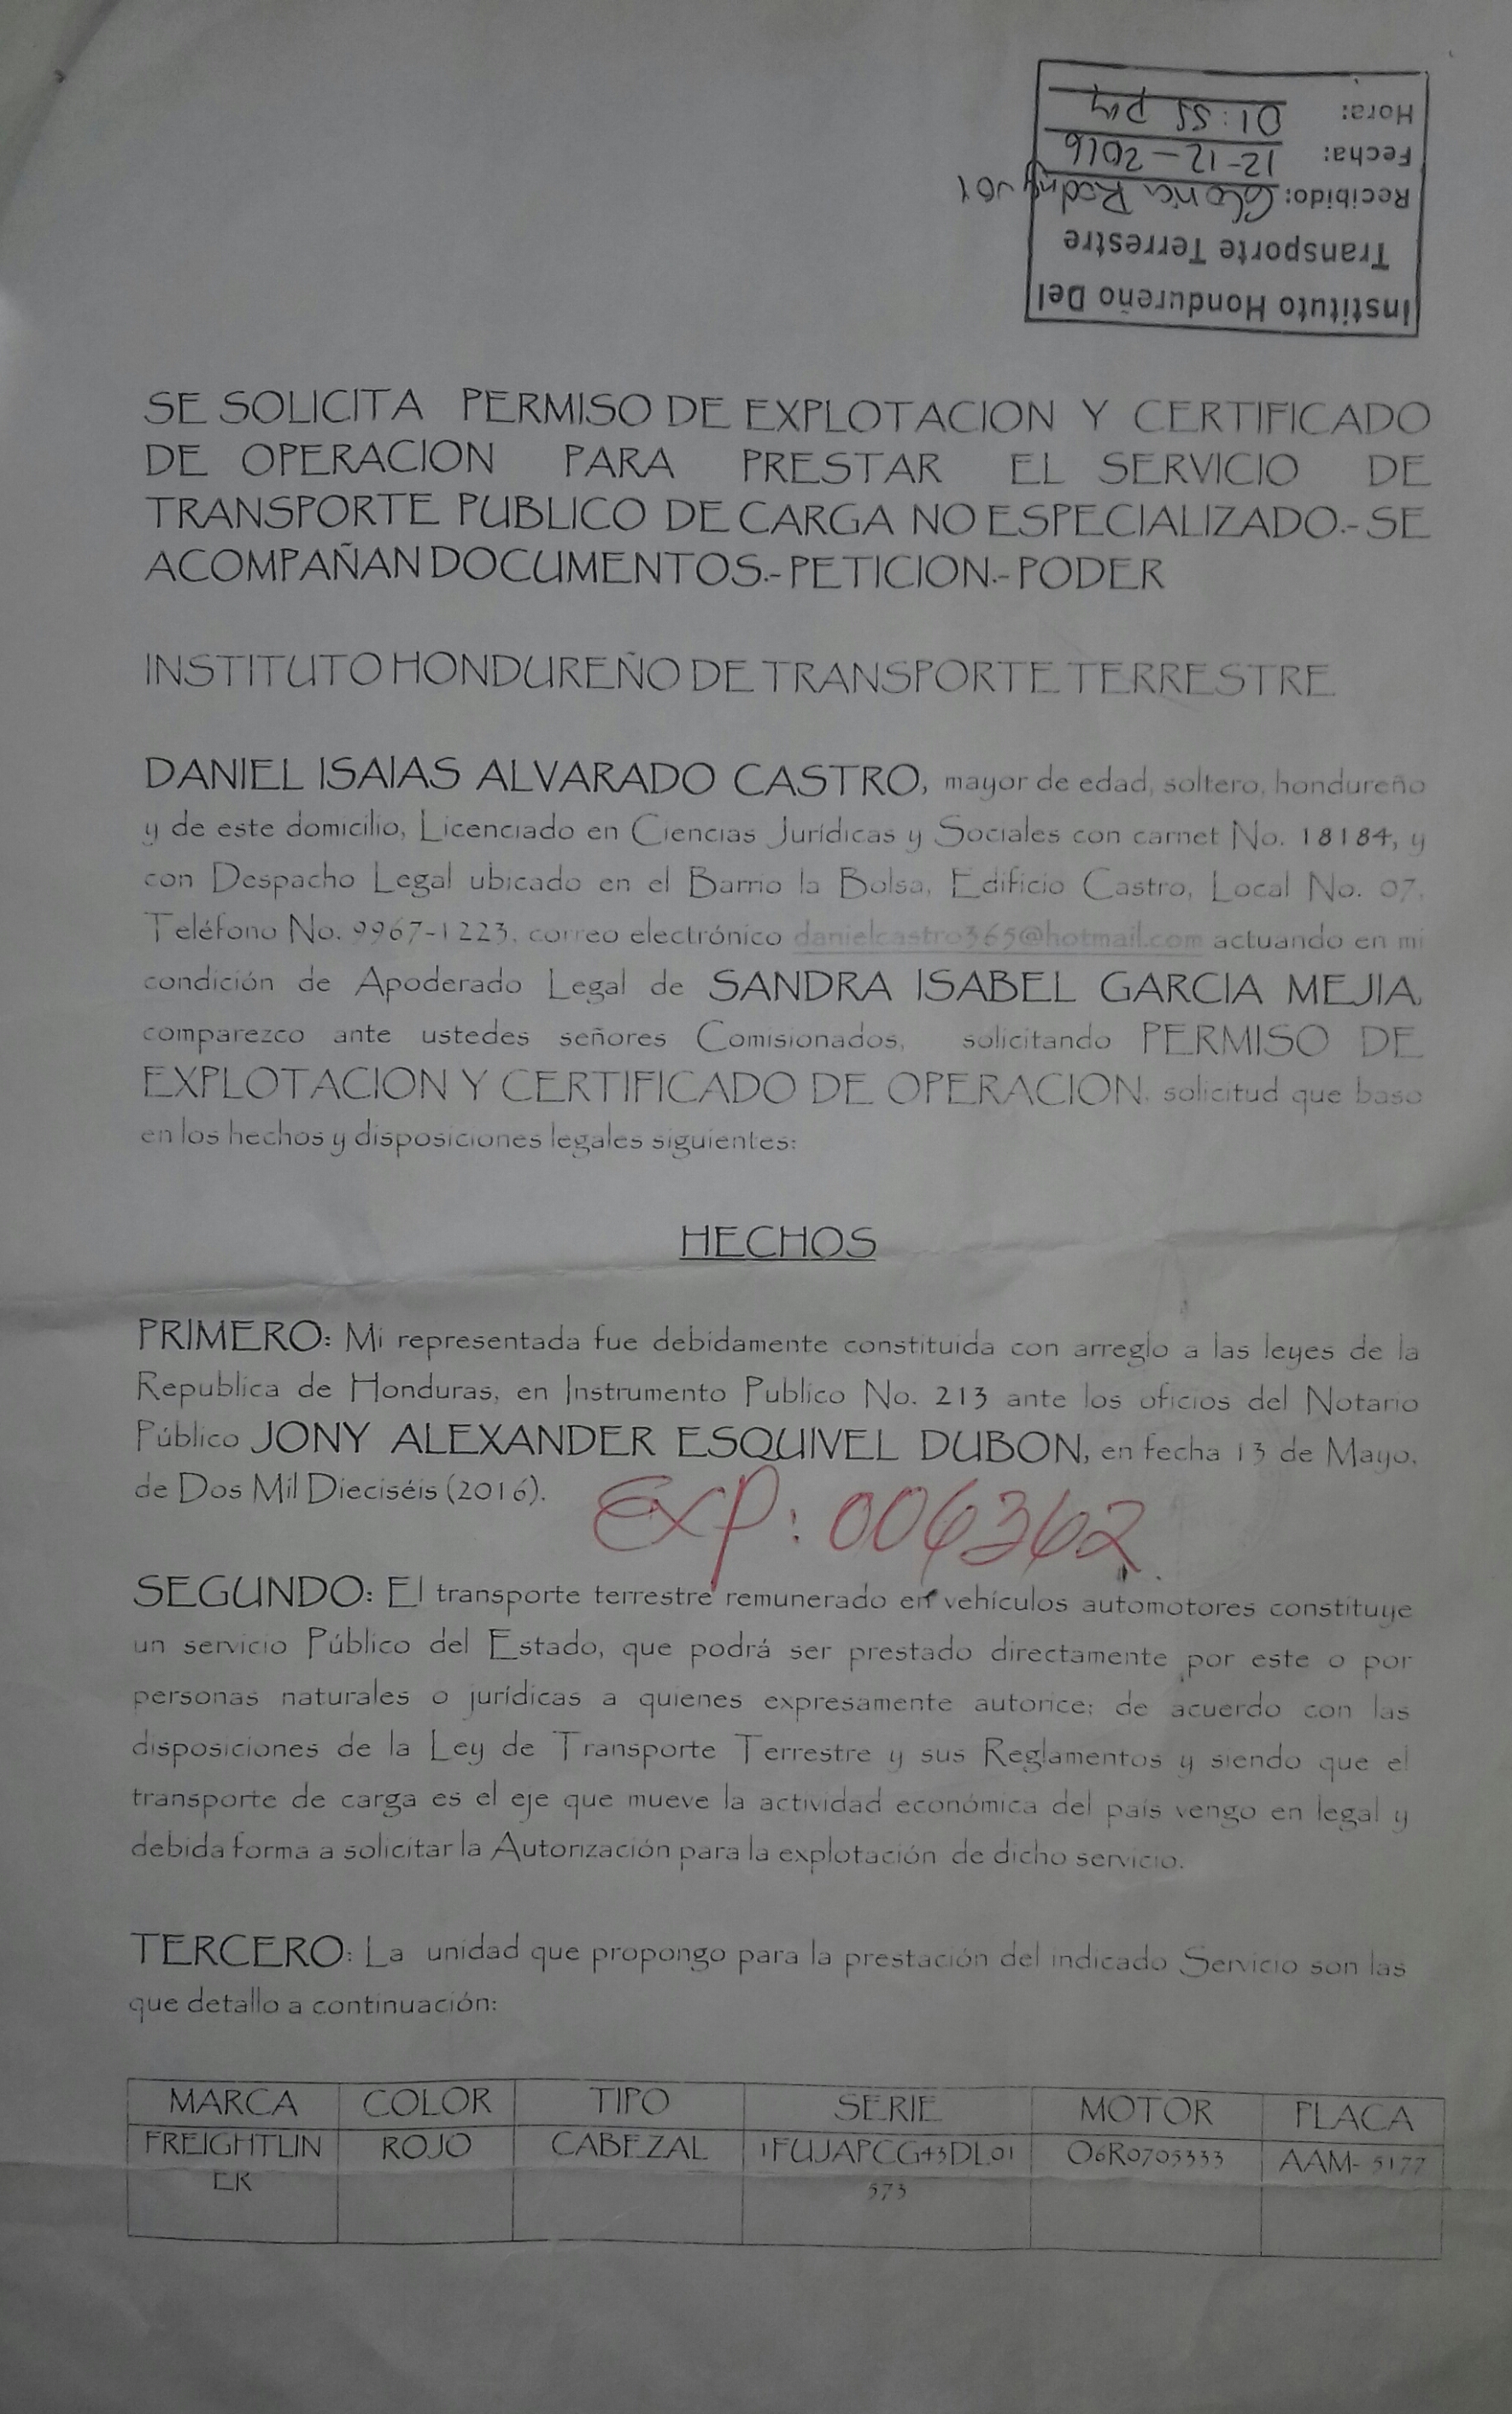 Instituto Hondureño Del
Transporte Terrestre
Recibido: Gloria
Fecha: 12-12-2016
Hora: 01:55 pm
SE SOLICITA PERMISO DE EXPLOTACION Y CERTIFICADO
DE OPERACION PARA PRESTAR EL SERVICIO DE
TRANSPORTE PUBLICO DE CARGA NO ESPECIALIZADO.- SE
ACOMPAÑAN DOCUMENTOS.- PETICION.- PODER
INSTITUTO HONDUREÑO DE TRANSPORTE TERRESTRE
DANIEL ISAIAS ALVARADO CASTRO, mayor de edad, soltero, hondureño
y de este domicilio, Licenciado en Ciencias Jurídicas y Sociales con carnet No. 18184, y
con Despacho Legal ubicado en el Barrio la Bolsa, Edificio Castro, Local No. 07,
Teléfono No. 9967-1223, correo electrónico danielcastro365@hotmail.com actuando en mi
condición de Apoderado Legal de SANDRA ISABEL GARCIA MEJIA,
comparezco ante ustedes señores Comisionados, solicitando PERMISO DE
EXPLOTACION Y CERTIFICADO DE OPERACION, solicitud que baso
en los hechos y disposiciones legales siguientes:
HECHOS
PRIMERO: Mi representada fue debidamente constituida con arreglo a las leyes de la
Republica de Honduras, en Instrumento Publico No. 213 ante los oficios del Notario
Público JONY ALEXANDER ESQUIVEL DUBON, en fecha 13 de Mayo,
de Dos Mil Dieciséis (2016).
EXP: 006362
SEGUNDO: El transporte terrestre remunerado en vehículos automotores constituye
un servicio Público del Estado, que podrá ser prestado directamente por este o por
personas naturales o jurídicas a quienes expresamente autorice; de acuerdo con las
disposiciones de la Ley de Transporte Terrestre y sus Reglamentos y siendo que el
transporte de carga es el eje que mueve la actividad económica del país vengo en legal y
debida forma a solicitar la Autorización para la explotación de dicho servicio.
TERCERO: La unidad que propongo para la prestación del indicado Servicio son las
que detallo a continuación:
MARCA COLOR TIPO SERIE MOTOR PLACA
FREIGHTLIN ROJO CABEZAL 1FUJAPCG43DL01 O6R0705333 AAM- 5177
ER 573